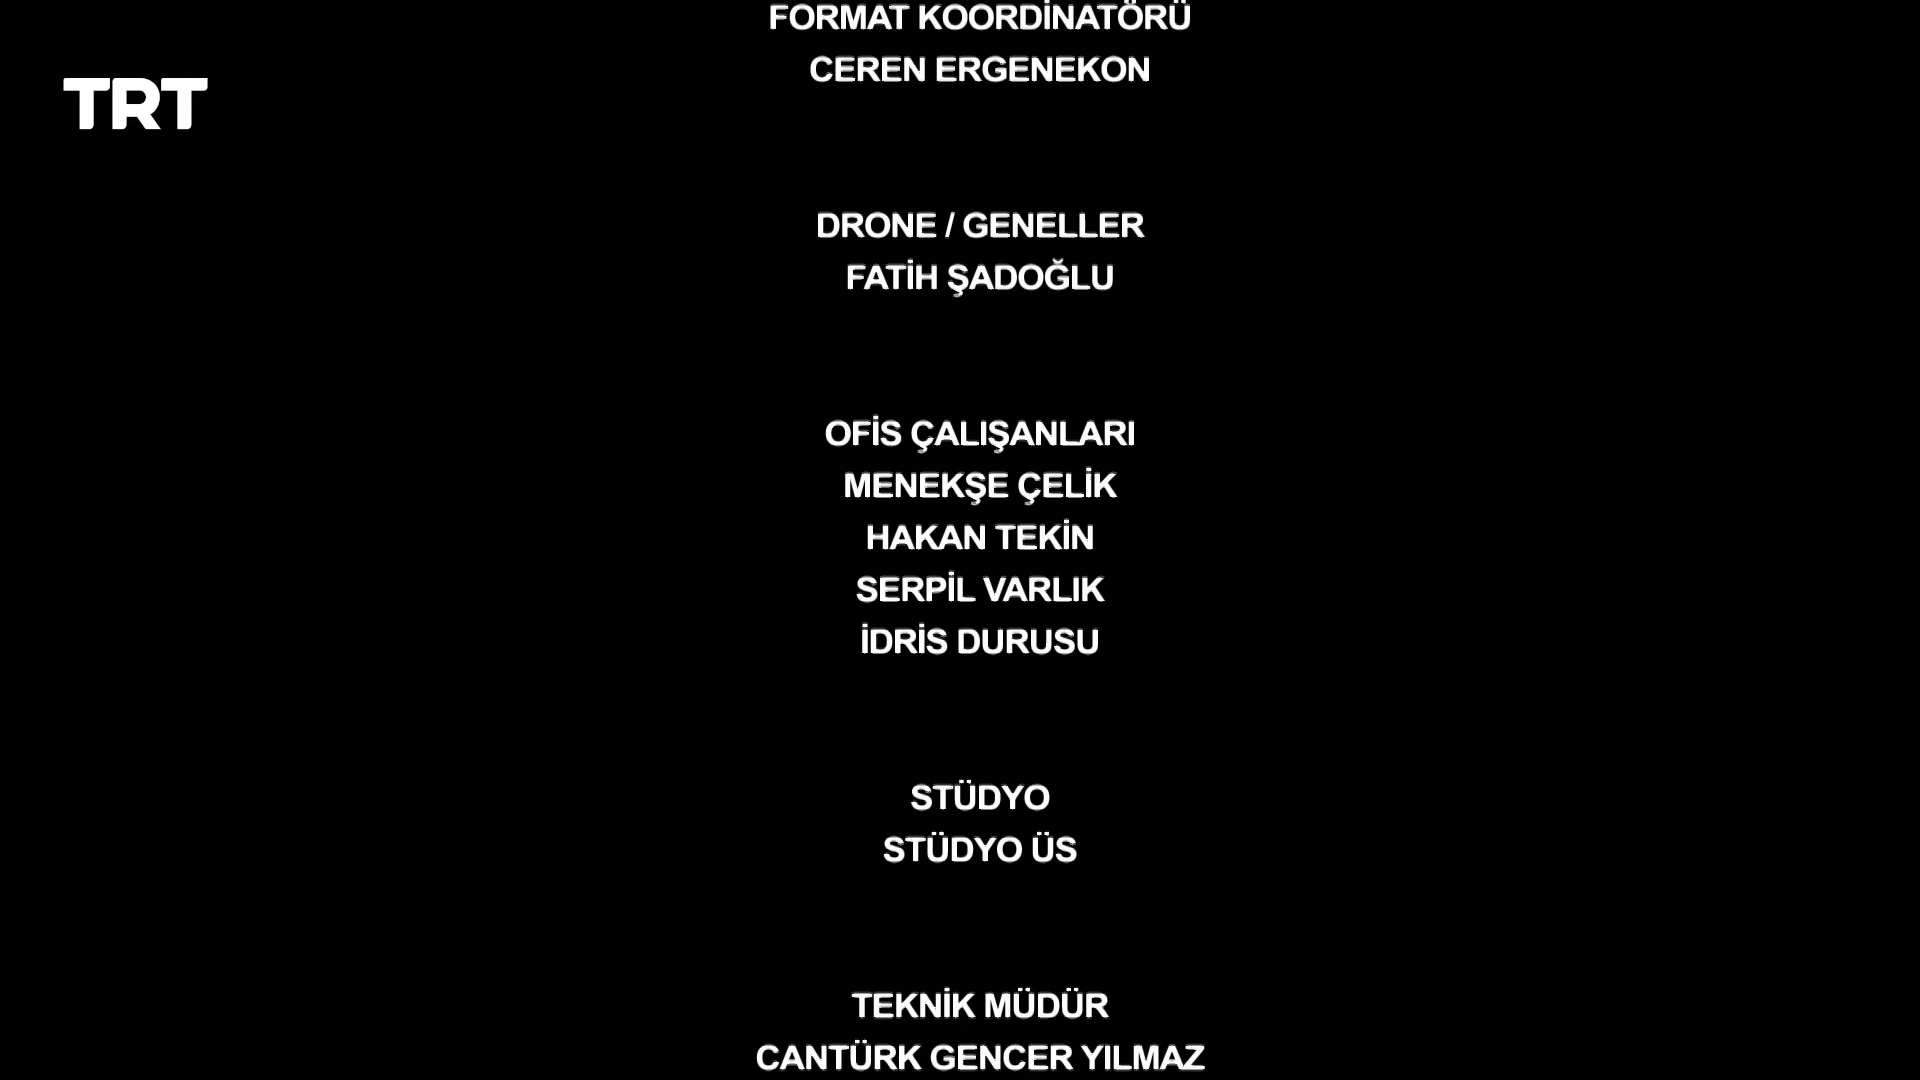 FORMAT KOORDİNATÖRÜ
CEREN ERGENEKON
TRT
DRONE / GENELLER
FATİH ŞADOĞLU
OFİS ÇALIŞANLARI
MENEKŞE ÇELİK
HAKAN TEKİN
SERPİL VARLIK
İDRİS DURUSU
STÜDYO
STÜDYO ÜS
TEKNİK MÜDÜR
CANTÜRK GENCER YILMAZ